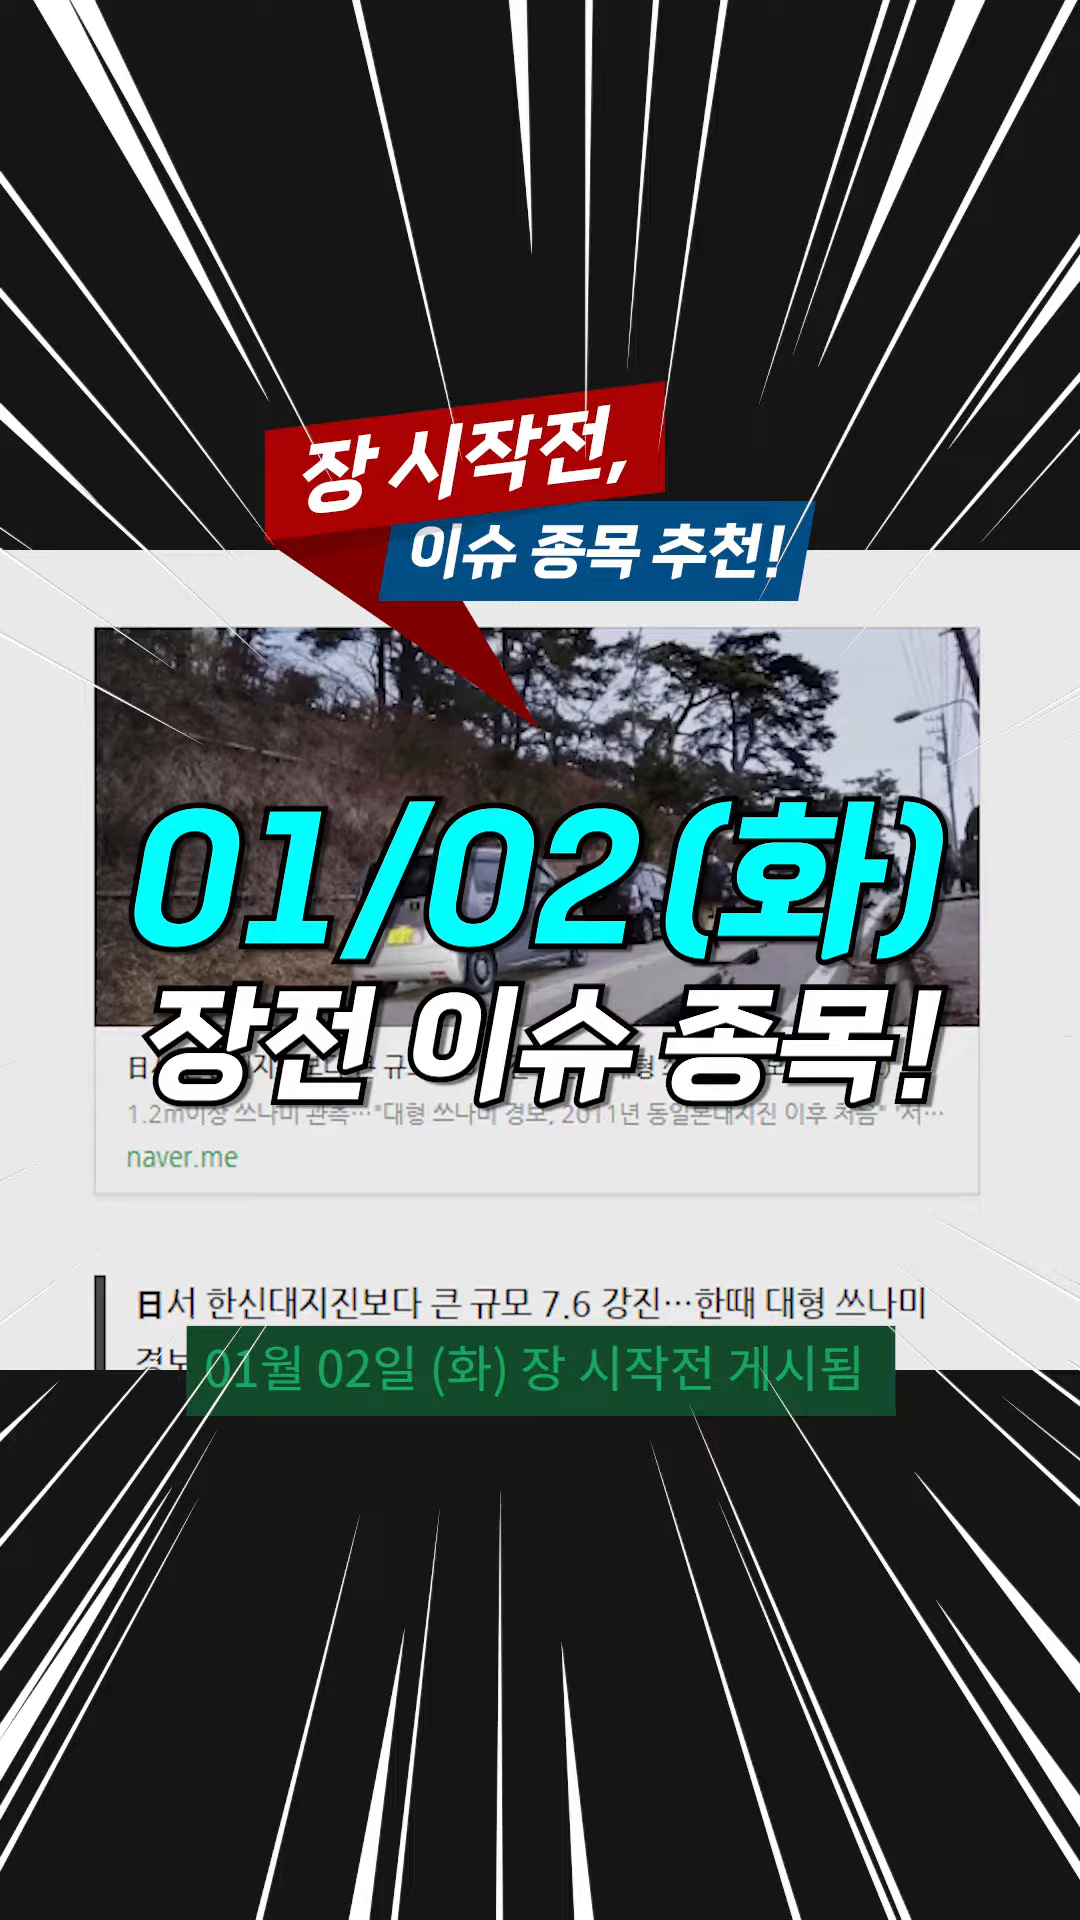 장 시작전,
이슈 종목 추천!
01/02 (화)
장전 이슈 종목!
1.2m이상 쓰나미 관측…"대형 쓰나미 경보, 2011년 동일본대지진 이후 처음" "서…
naver.me
日서 한신대지진보다 큰 규모 7.6 강진…한때 대형 쓰나미
경보
01월 02일 (화) 장 시작전 게시됨